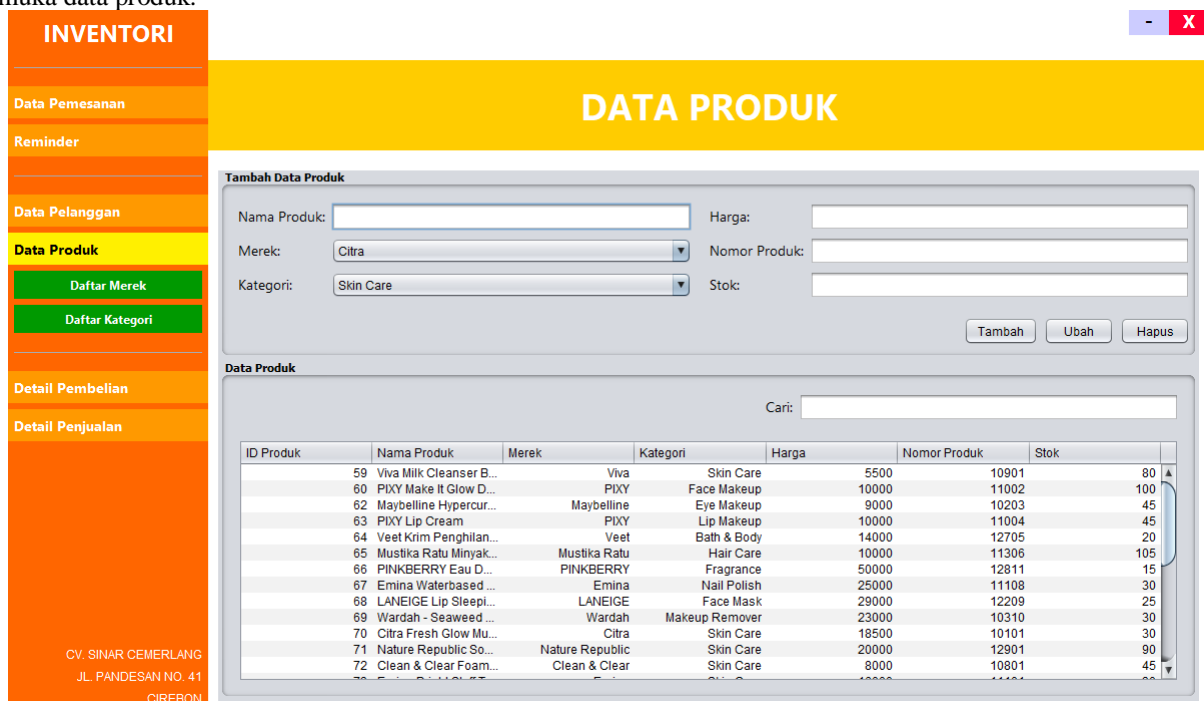 muka data produk.
INVENTORI
- X
Data Pemesanan
Reminder
Data Pelanggan
Data Produk
Daftar Merek
Daftar Kategori
Detail Pembelian
Detail Penjualan
CV. SINAR CEMERLANG
JL. PANDESAN NO. 41
CIREBON
DATA PRODUK
Tambah Data Produk
Nama Produk: Harga:
Merek: Citra Nomor Produk:
Kategori: Skin Care Stok:
Tambah Ubah Hapus
Data Produk
Cari:
ID Produk Nama Produk Merek Kategori Harga Nomor Produk Stok
59 Viva Milk Cleanser B... Viva Skin Care 5500 10901 80
60 PIXY Make It Glow D... PIXY Face Makeup 10000 11002 100
62 Maybelline Hypercur... Maybelline Eye Makeup 9000 10203 45
63 PIXY Lip Cream PIXY Lip Makeup 10000 11004 45
64 Veet Krim Penghilan... Veet Bath & Body 14000 12705 20
65 Mustika Ratu Minyak... Mustika Ratu Hair Care 10000 11306 105
66 PINKBERRY Eau D... PINKBERRY Fragrance 50000 12811 15
67 Emina Waterbased ... Emina Nail Polish 25000 11108 30
68 LANEIGE Lip Sleepi... LANEIGE Face Mask 29000 12209 25
69 Wardah - Seaweed ... Wardah Makeup Remover 23000 10310 30
70 Citra Fresh Glow Mu... Citra Skin Care 18500 10101 30
71 Nature Republic So... Nature Republic Skin Care 20000 12901 90
72 Clean & Clear Foam... Clean & Clear Skin Care 8000 10801 45